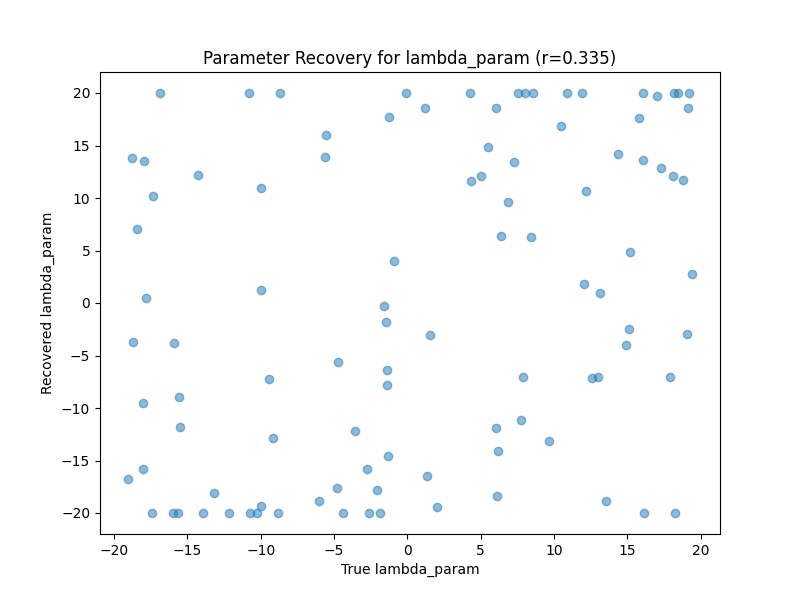 Parameter Recovery for lambda_param (r=0.335)
Recovered lambda_param
20
15
10
5
0
−5
−10
−15
−20
−20 −15 −10 −5 0 5 10 15 20
True lambda_param